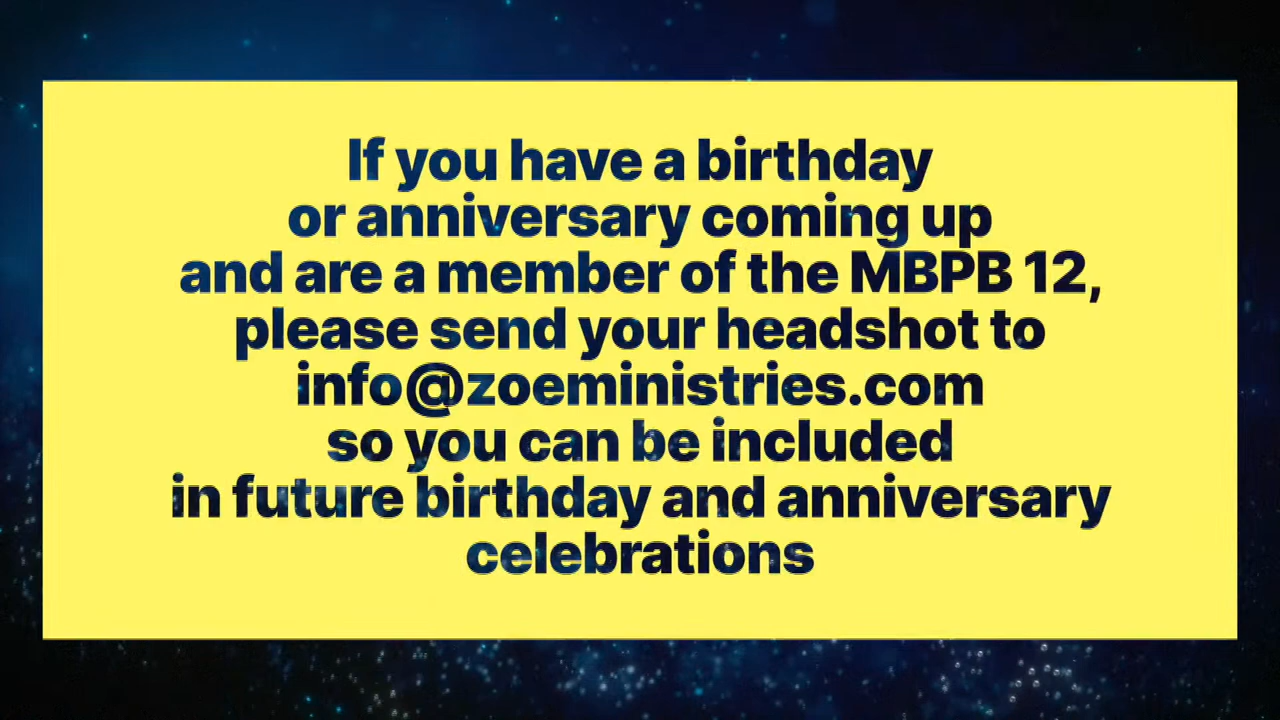 If you have a birthday
or anniversary coming up
and are a member of the MBPB 12,
please send your headshot to
info@zoeministries.com
so you can be included
in future birthday and anniversary
celebrations